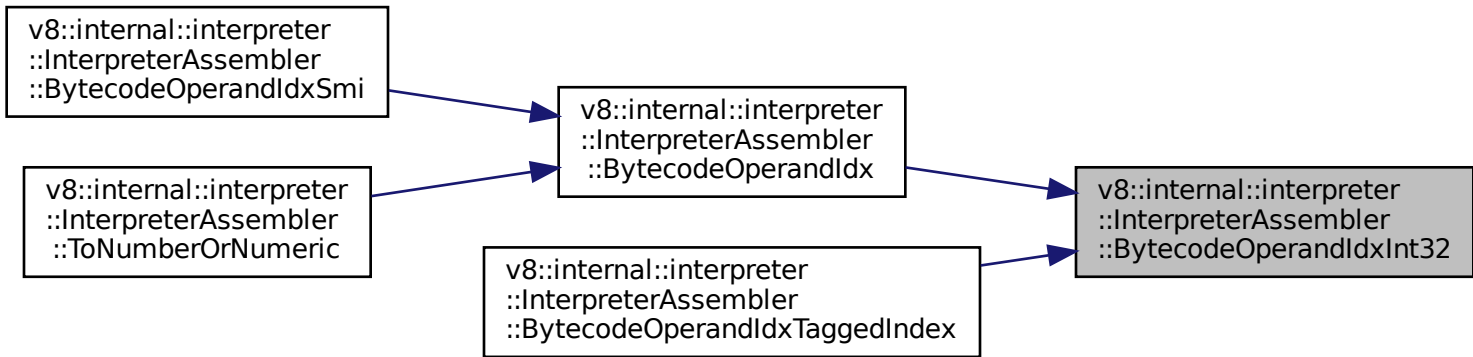 v8::internal::interpreter
::InterpreterAssembler
::BytecodeOperandIdxSmi
v8::internal::interpreter
::InterpreterAssembler
::ToNumberOrNumeric
v8::internal::interpreter
::InterpreterAssembler
::BytecodeOperandIdx
v8::internal::interpreter
::InterpreterAssembler
::BytecodeOperandIdxTaggedIndex
v8::internal::interpreter
::InterpreterAssembler
::BytecodeOperandIdxInt32